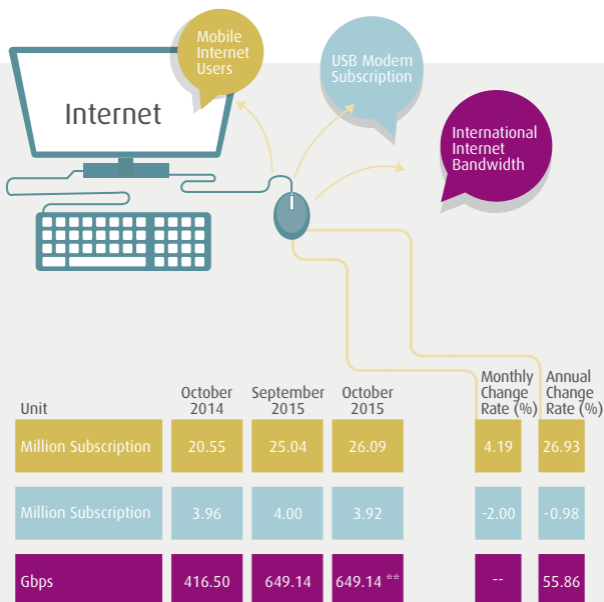 Mobile
Internet
Users
USB Modem
Subscription
Internet
International
Internet
Bandwidth
Unit
October
2014
September
2015
October
2015
Monthly
Change
Rate (%)
Annual
Change
Rate (%)
Million Subscription 20.55 25.04 26.09 4.19 26.93
Million Subscription 3.96 4.00 3.92 -2.00 -0.98
Gbps 416.50 649.14 649.14 ** -- 55.86